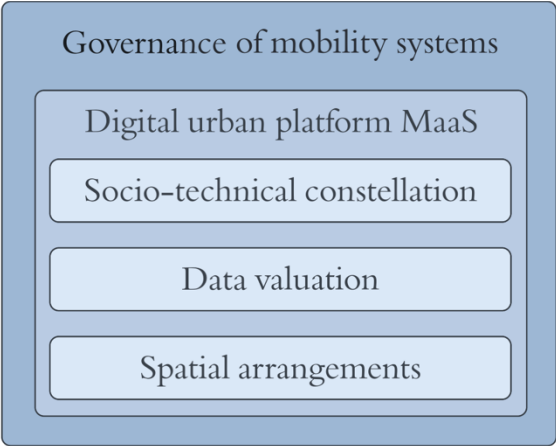 Governance of mobility systems
Digital urban platform MaaS
Socio-technical constellation
Data valuation
Spatial arrangements